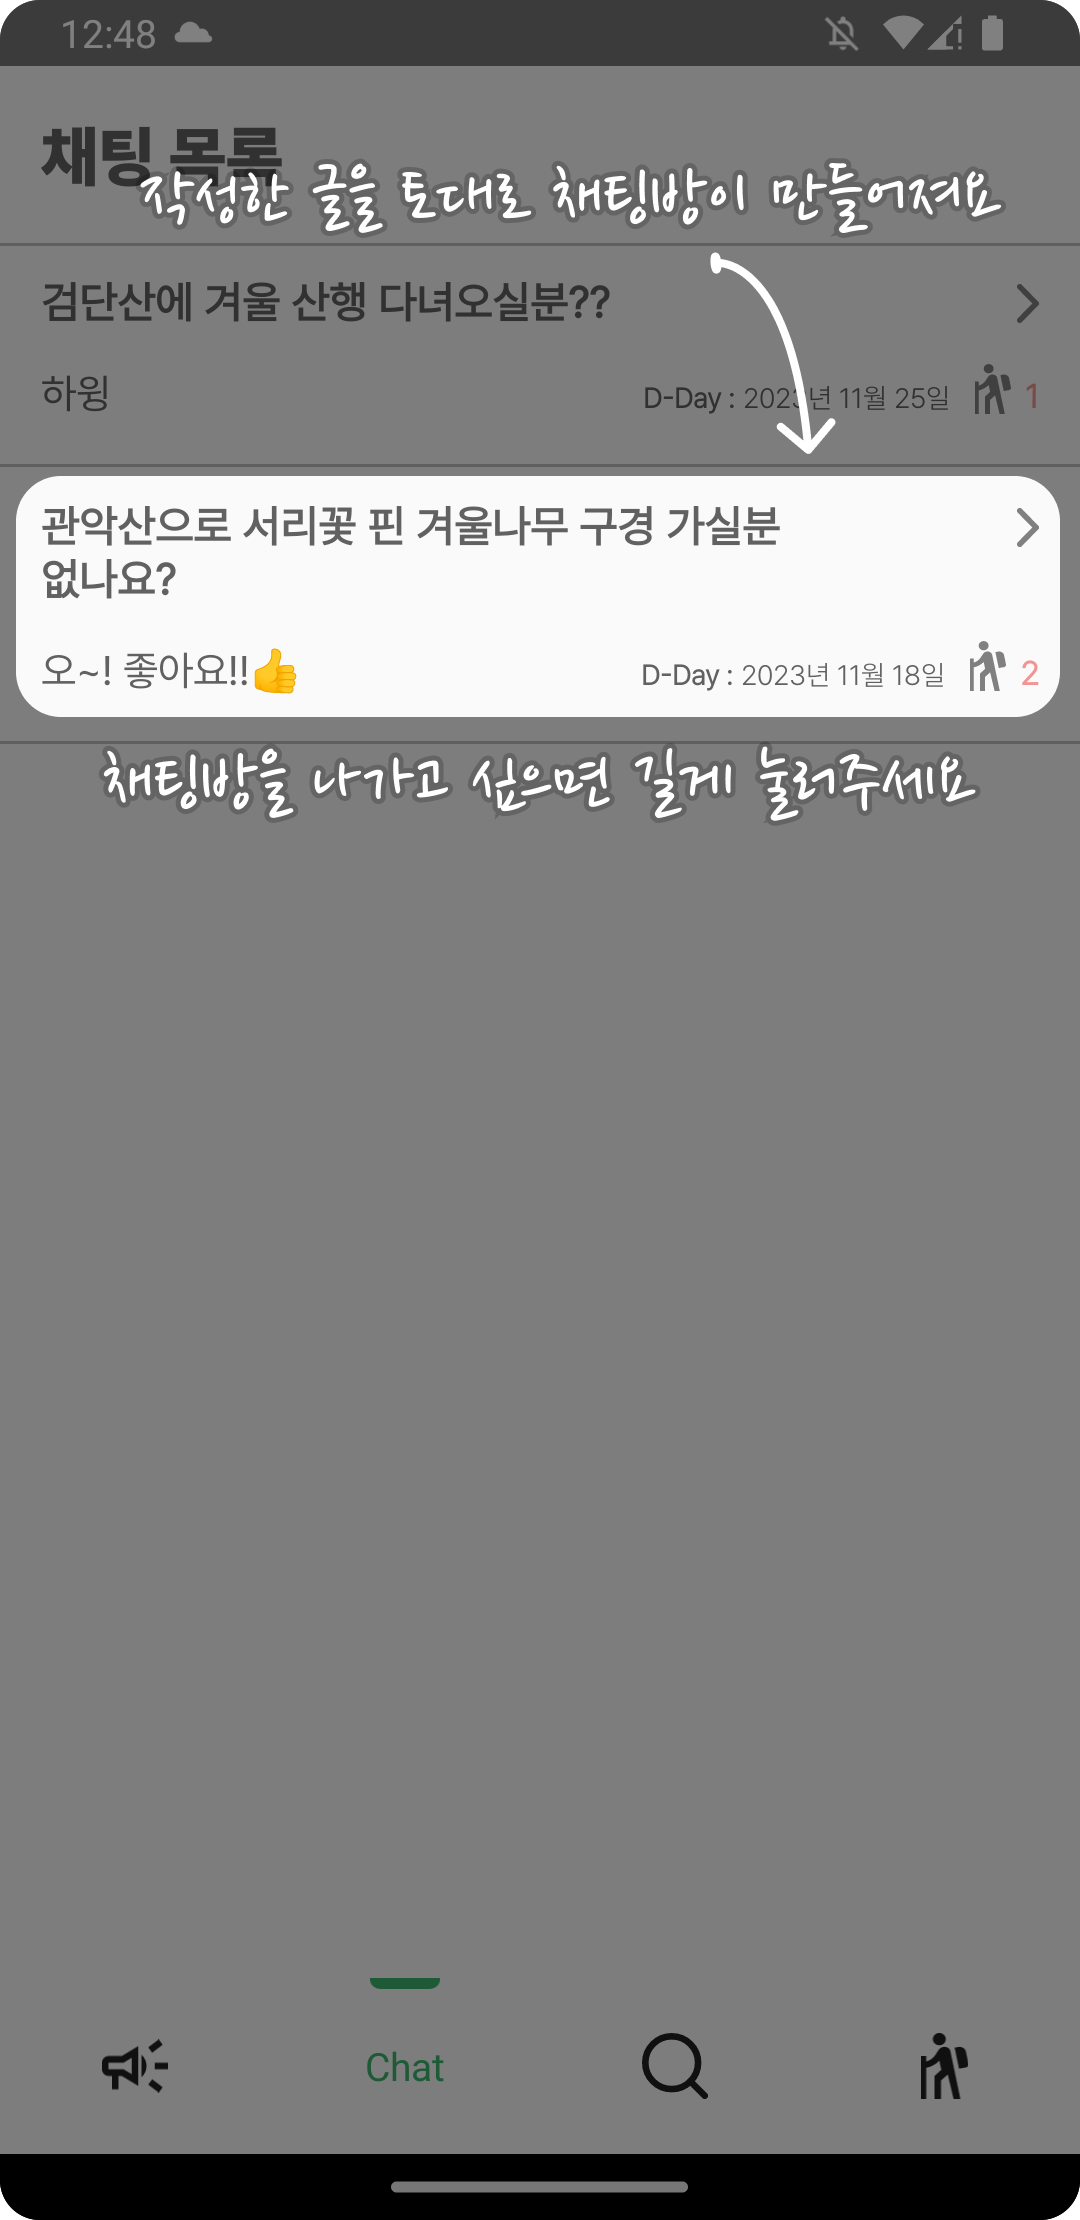 12:48
채팅 목록
작성한 글을 토대로 채팅방이 만들어져요
검단산에 겨울 산행 다녀오실분??
하윙
D-Day : 2023년 11월 25일 1
관악산으로 서리꽃 핀 겨울나무 구경 가실분
없나요?
오~! 좋아요!!👍
D-Day : 2023년 11월 18일 2
채팅방을 나가고 싶으면 길게 눌러주세요
Chat